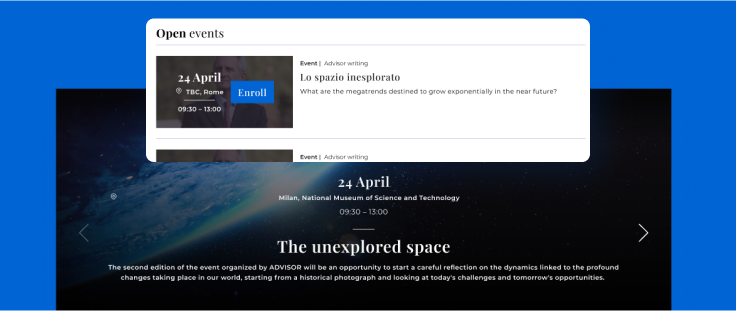 Open events
24 April
TBC, Rome
09:30 – 13:00
Enroll
Event | Advisor writing
Lo spazio inesplorato
What are the megatrends destined to grow exponentially in the near future?
Event | Advisor writing
24 April
Milan, National Museum of Science and Technology
09:30 – 13:00
The unexplored space
The second edition of the event organized by ADVISOR will be an opportunity to start a careful reflection on the dynamics linked to the profound
changes taking place in our world, starting from a historical photograph and looking at today's challenges and tomorrow's opportunities.